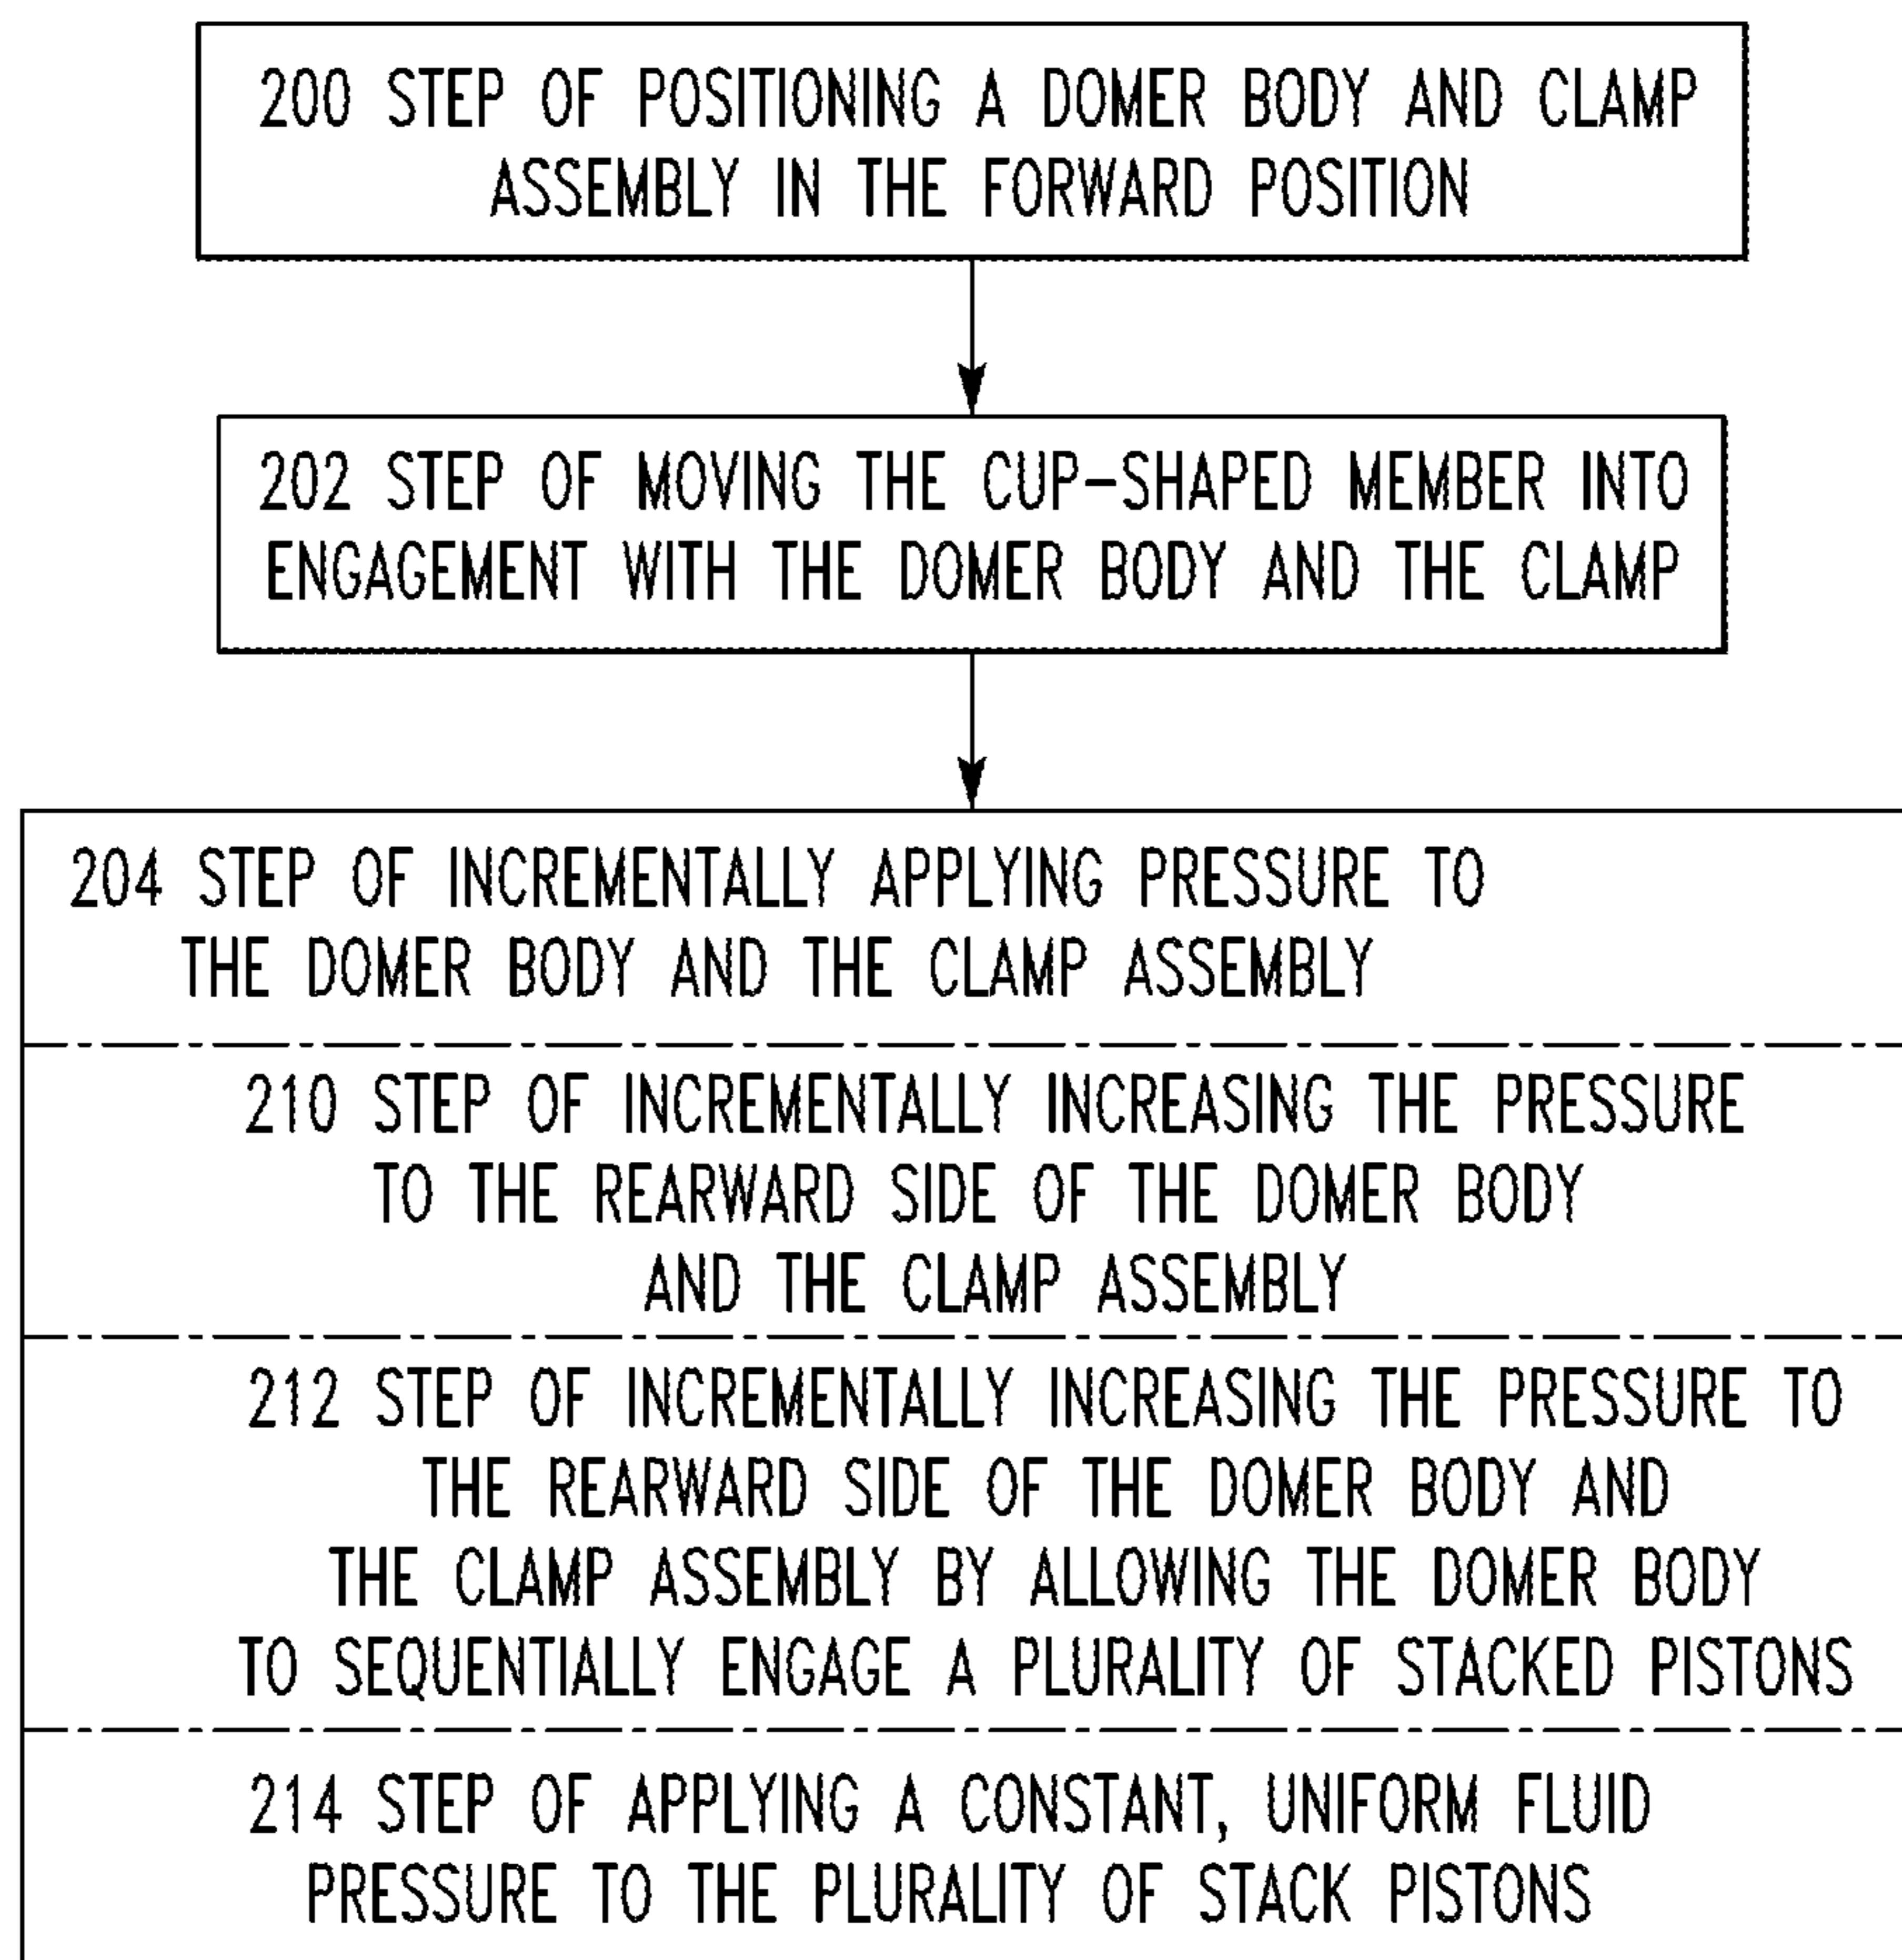 200 STEP OF POSITIONING A DOMER BODY AND CLAMP
ASSEMBLY IN THE FORWARD POSITION
202 STEP OF MOVING THE CUP-SHAPED MEMBER INTO
ENGAGEMENT WITH THE DOMER BODY AND THE CLAMP
204 STEP OF INCREMENTALLY APPLYING PRESSURE TO
THE DOMER BODY AND THE CLAMP ASSEMBLY
210 STEP OF INCREMENTALLY INCREASING THE PRESSURE
TO THE REARWARD SIDE OF THE DOMER BODY
AND THE CLAMP ASSEMBLY
212 STEP OF INCREMENTALLY INCREASING THE PRESSURE TO
THE REARWARD SIDE OF THE DOMER BODY AND
THE CLAMP ASSEMBLY BY ALLOWING THE DOMER BODY
TO SEQUENTIALLY ENGAGE A PLURALITY OF STACKED PISTONS
214 STEP OF APPLYING A CONSTANT, UNIFORM FLUID
PRESSURE TO THE PLURALITY OF STACK PISTONS